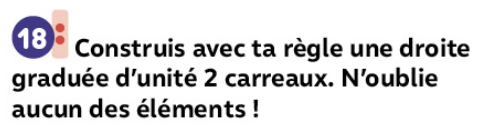 18 Construis avec ta règle une droite
graduée d’unité 2 carreaux. N’oublie
aucun des éléments !